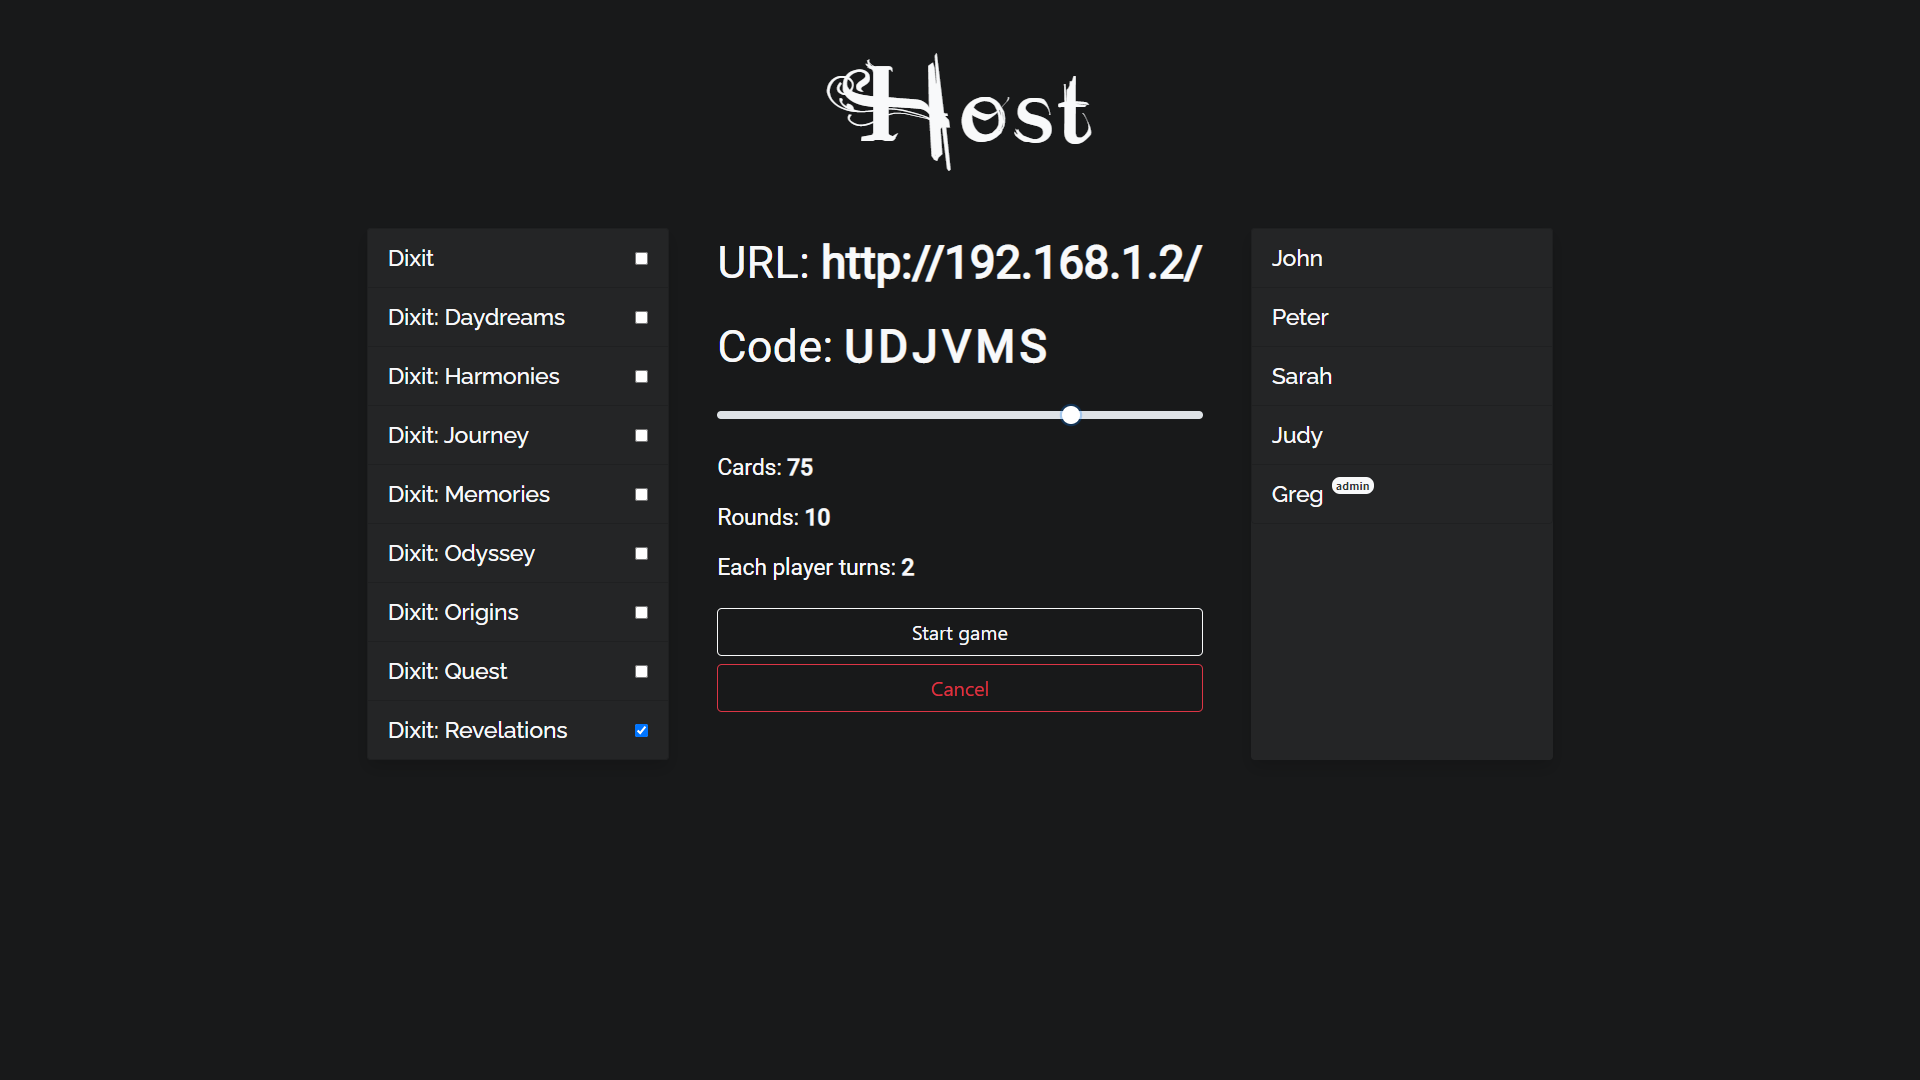 Host
Dixit
Dixit: Daydreams
Dixit: Harmonies
Dixit: Journey
Dixit: Memories
Dixit: Odyssey
Dixit: Origins
Dixit: Quest
Dixit: Revelations
URL: http://192.168.1.2/
Code: UDJVMS
Cards: 75
Rounds: 10
Each player turns: 2
Start game
Cancel
John
Peter
Sarah
Judy
Greg admin